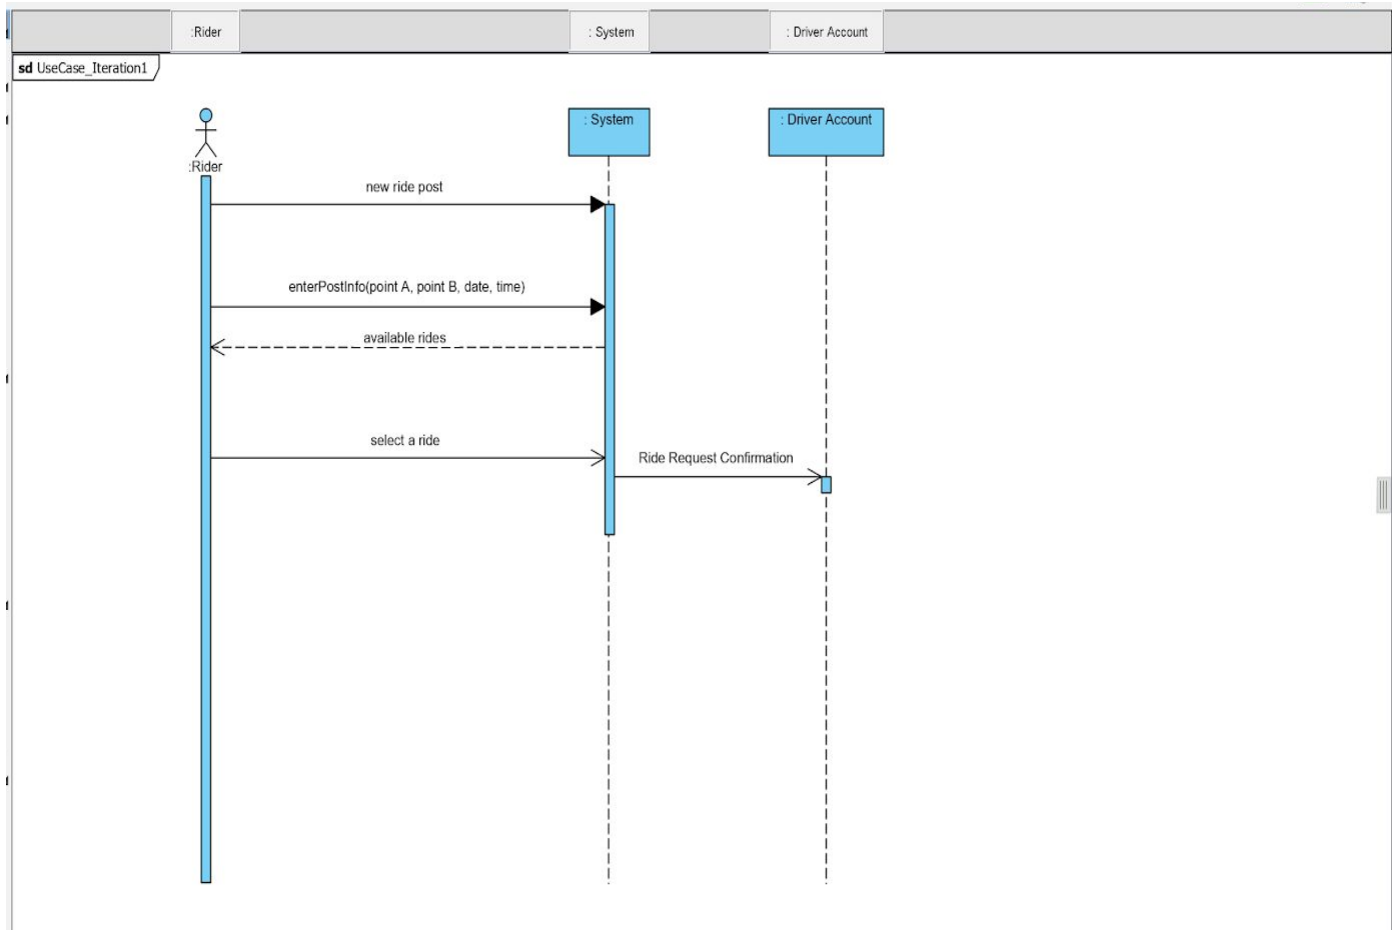 :Rider
: System
: Driver Account
sd UseCase_Iteration1
: System
: Driver Account
:Rider
new ride post
enterPostInfo(point A, point B, date, time)
available rides
select a ride
Ride Request Confirmation